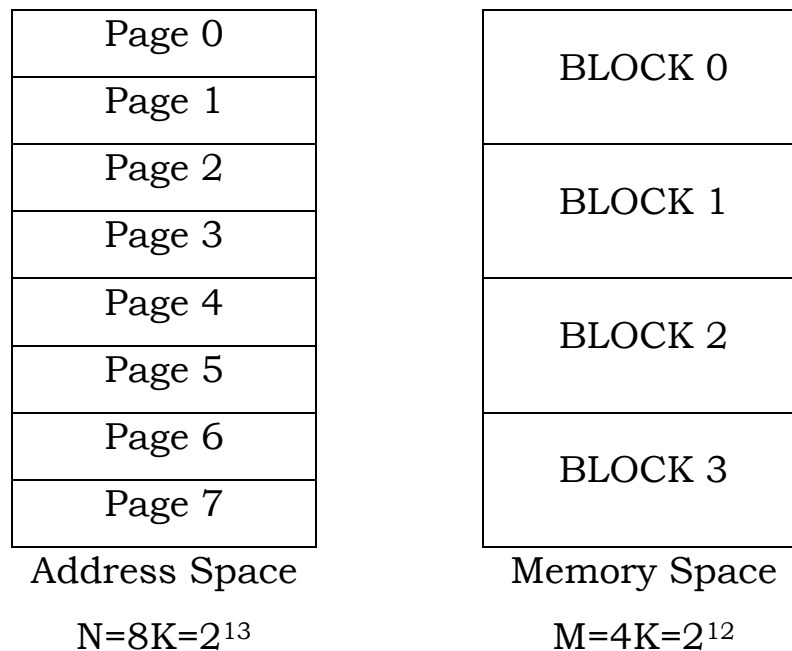 Page 0
Page 1
Page 2
Page 3
Page 4
Page 5
Page 6
Page 7
Address Space
N=8K=2¹³
BLOCK 0
BLOCK 1
BLOCK 2
BLOCK 3
Memory Space
M=4K=2¹²